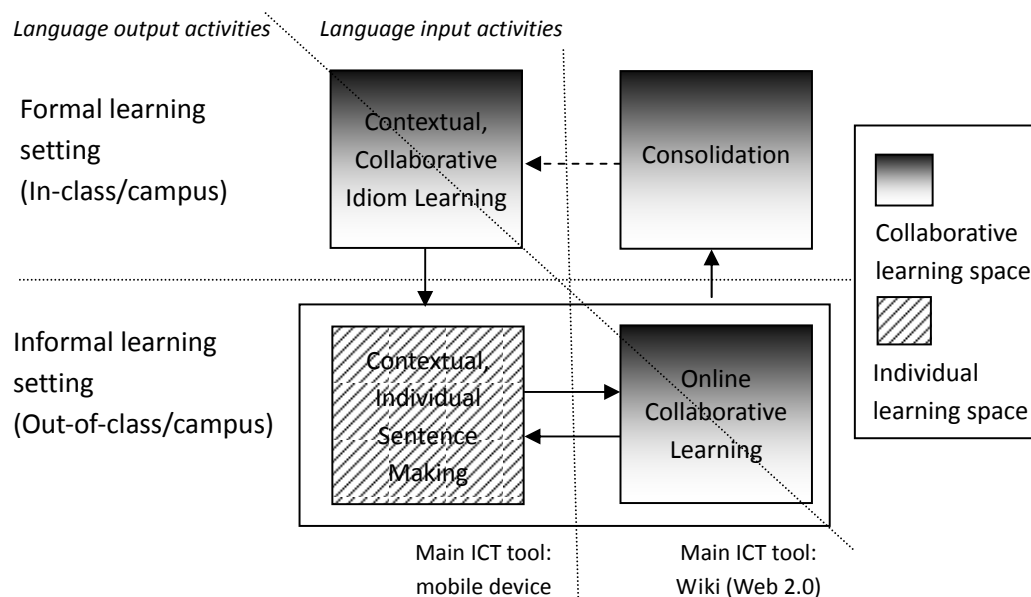 Language output activities
Language input activities
Formal learning
setting
(In-class/campus)
Contextual,
Collaborative
Idiom Learning
Consolidation
Collaborative
learning space
Individual
learning space
Informal learning
setting
(Out-of-class/campus)
Contextual,
Individual
Sentence
Making
Online
Collaborative
Learning
Main ICT tool:
mobile device
Main ICT tool:
Wiki (Web 2.0)